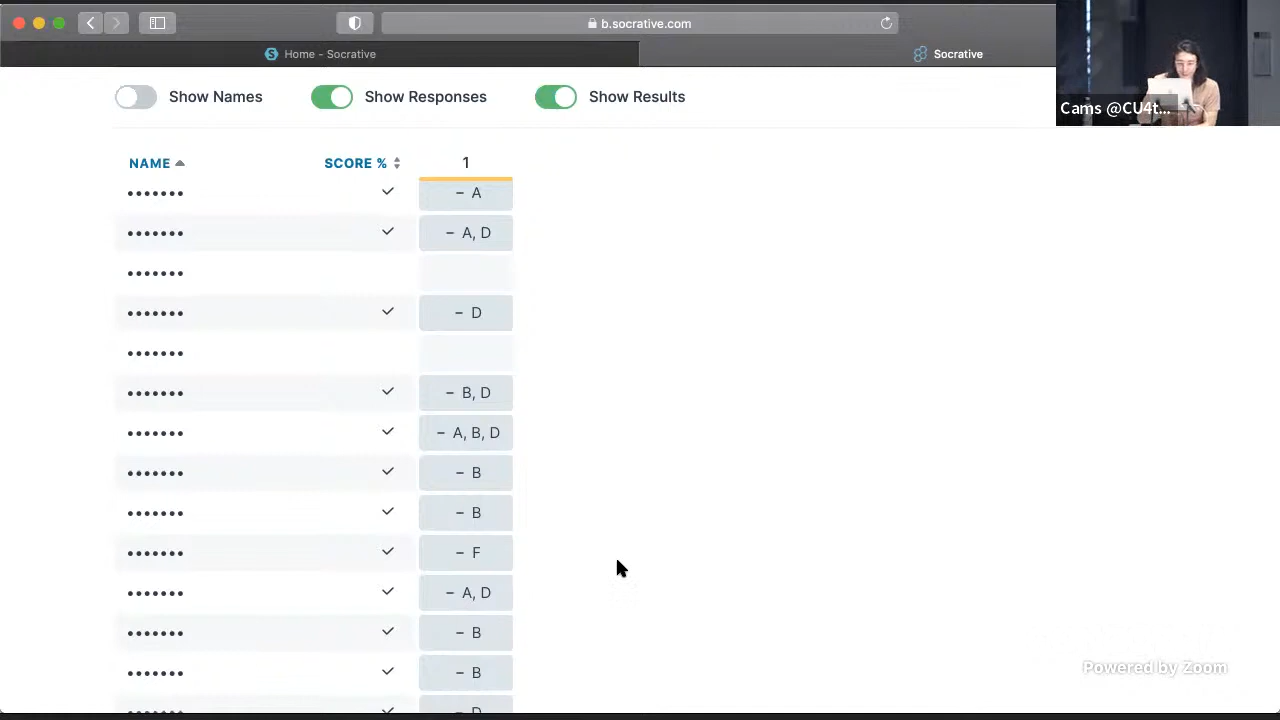 b.socrative.com
Home - Socrative
Socrative
Show Names
Show Responses
Show Results
Cams @CU4t...
NAME SCORE % 1
••••••• – A
••••••• – A, D
•••••••
••••••• – D
•••••••
••••••• – B, D
••••••• – A, B, D
••••••• – B
••••••• – B
••••••• – F
••••••• – A, D
••••••• – B
••••••• – B
••••••• – D
Powered by Zoom